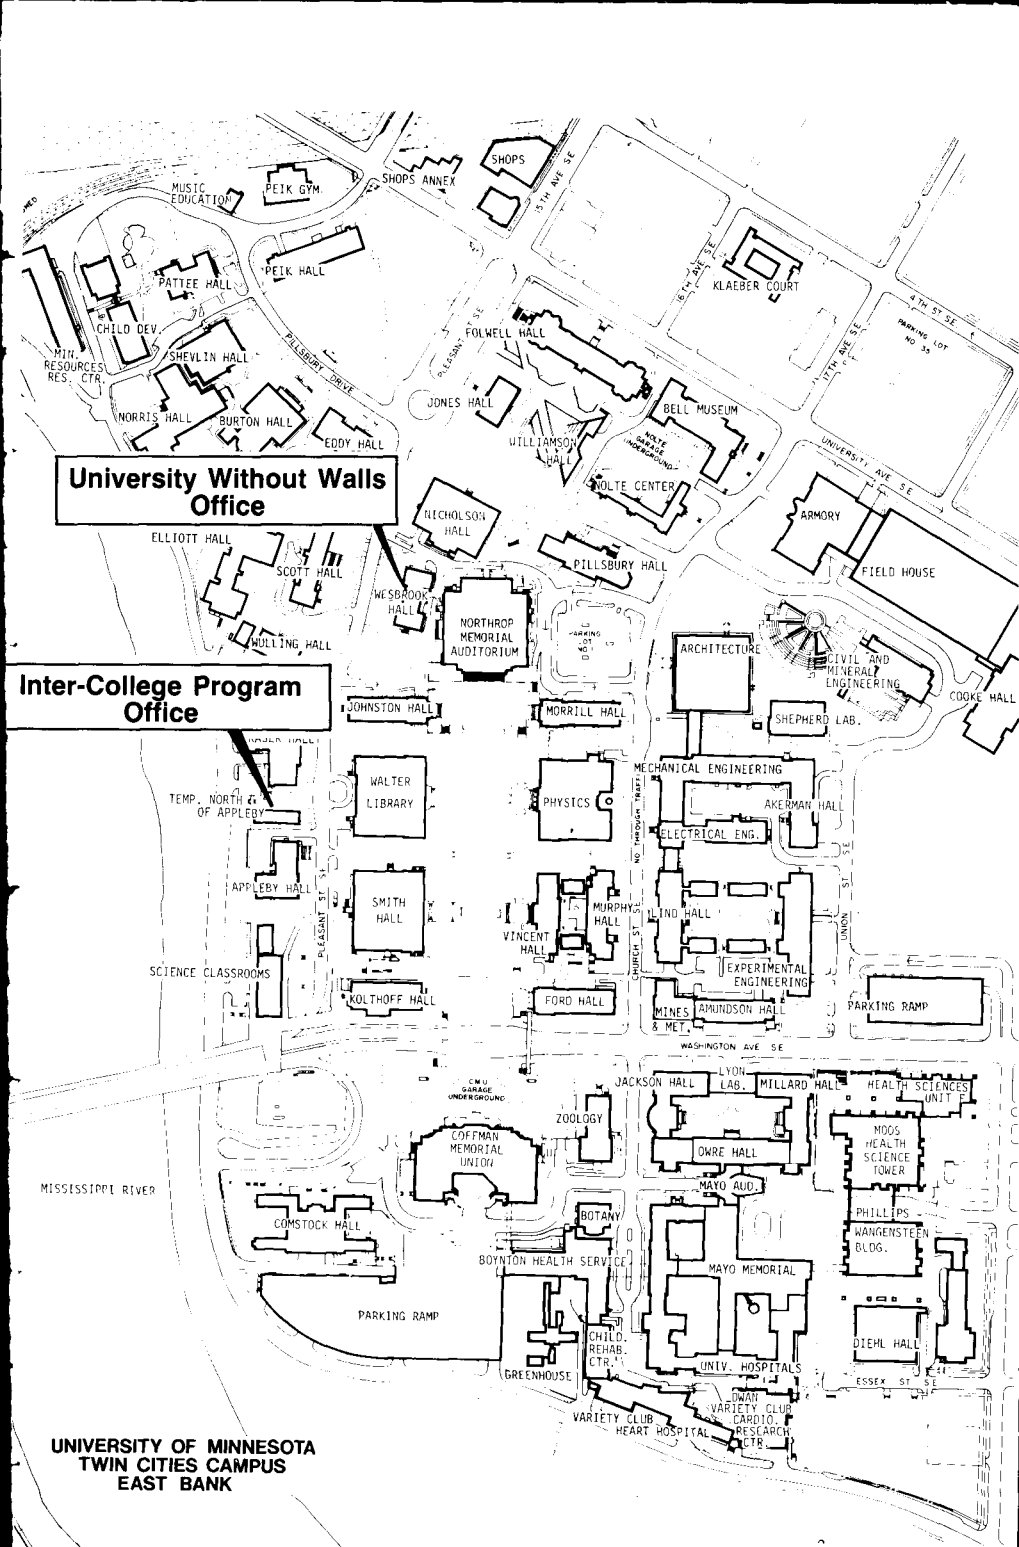 SHOPS
SHOPS ANNEX
15TH AVE SE
MUSIC
EDUCATION
PEIK GYM.
PEIK HALL
PATTEE HALL
16TH AVE SE
KLAEBER COURT
4TH ST SE
PARKING LOT
NO 35
17TH AVE SE
CHILD DEV.
FOLWELL HALL
PLEASANT ST SE
PILLSBURY DRIVE
MIN.
RESOURCES
RES. CTR.
SHEVLIN HALL
NORRIS HALL
BURTON HALL
EDDY HALL
JONES HALL
BELL MUSEUM
WILLIAMSON
HALL
NOLTE
GARAGE
UNDERGROUND
UNIVERSITY AVE SE
NOLTE CENTER
University Without Walls
Office
NICHOLSON
HALL
ARMORY
FIELD HOUSE
ELLIOTT HALL
SCOTT HALL
WESBROOK
HALL
PILLSBURY HALL
WULLING HALL
NORTHROP
MEMORIAL
AUDITORIUM
PARKING
LOT
ARCHITECTURE
CIVIL AND
MINERAL
ENGINEERING
COOKE HALL
Inter-College Program
Office
JOHNSTON HALL
MORRILL HALL
SHEPHERD LAB.
MECHANICAL ENGINEERING
WALTER
LIBRARY
PHYSICS
NO THROUGH TRAFFIC
AKERMAN HALL
TEMP. NORTH
OF APPLEBY
ELECTRICAL ENG.
APPLEBY HALL
PLEASANT ST SE
SMITH
HALL
VINCENT
HALL
MURPHY
HALL
CHURCH ST SE
LIND HALL
UNION ST SE
SCIENCE CLASSROOMS
EXPERIMENTAL
ENGINEERING
KOLTHOFF HALL
FORD HALL
MINES
& MET.
AMUNDSON HALL
PARKING RAMP
WASHINGTON AVE SE
CMU
GARAGE
UNDERGROUND
JACKSON HALL
LYON
LAB.
MILLARD HALL
HEALTH SCIENCES
UNIT F
ZOOLOGY
COFFMAN
MEMORIAL
UNION
OWRE HALL
MOOS
HEALTH
SCIENCE
TOWER
MAYO AUD.
MISSISSIPPI RIVER
COMSTOCK HALL
BOTANY
PHILLIPS
WANGENSTEEN
BLDG.
BOYNTON HEALTH SERVICE
MAYO MEMORIAL
PARKING RAMP
CHILD.
REHAB.
CTR.
GREENHOUSE
UNIV. HOSPITALS
DIEHL HALL
ESSEX ST SE
VARIETY CLUB
HEART HOSPITAL
DWAN
VARIETY CLUB
CARDIO.
RESEARCH
CTR.
UNIVERSITY OF MINNESOTA
TWIN CITIES CAMPUS
EAST BANK